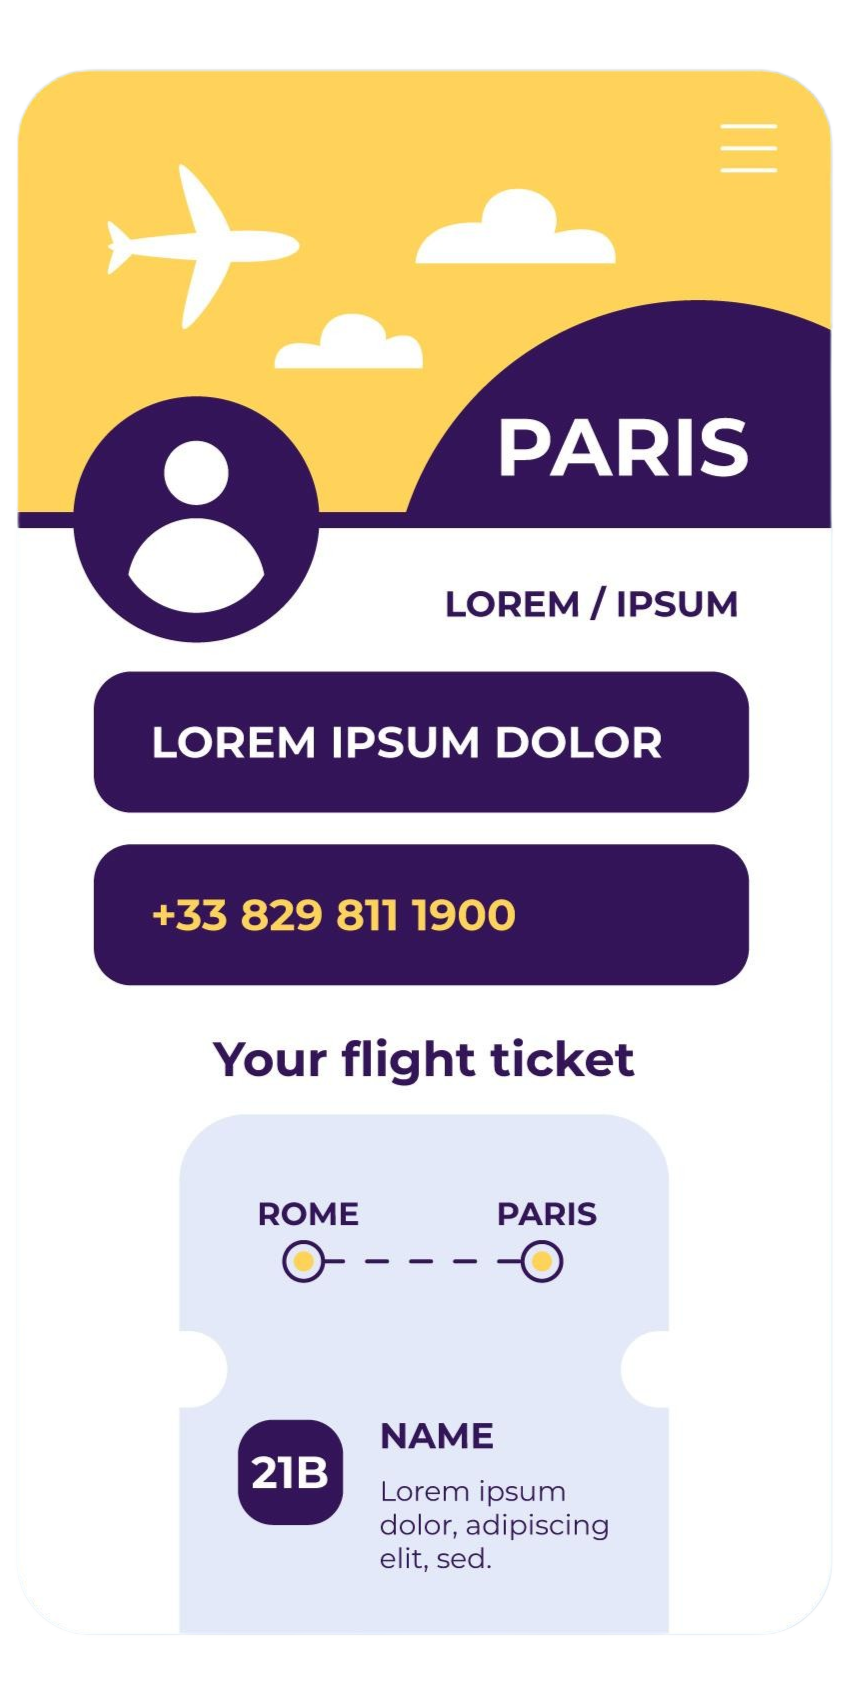 PARIS
LOREM / IPSUM
LOREM IPSUM DOLOR
+33 829 811 1900
Your flight ticket
ROME PARIS
21B
NAME
Lorem ipsum
dolor, adipiscing
elit, sed.